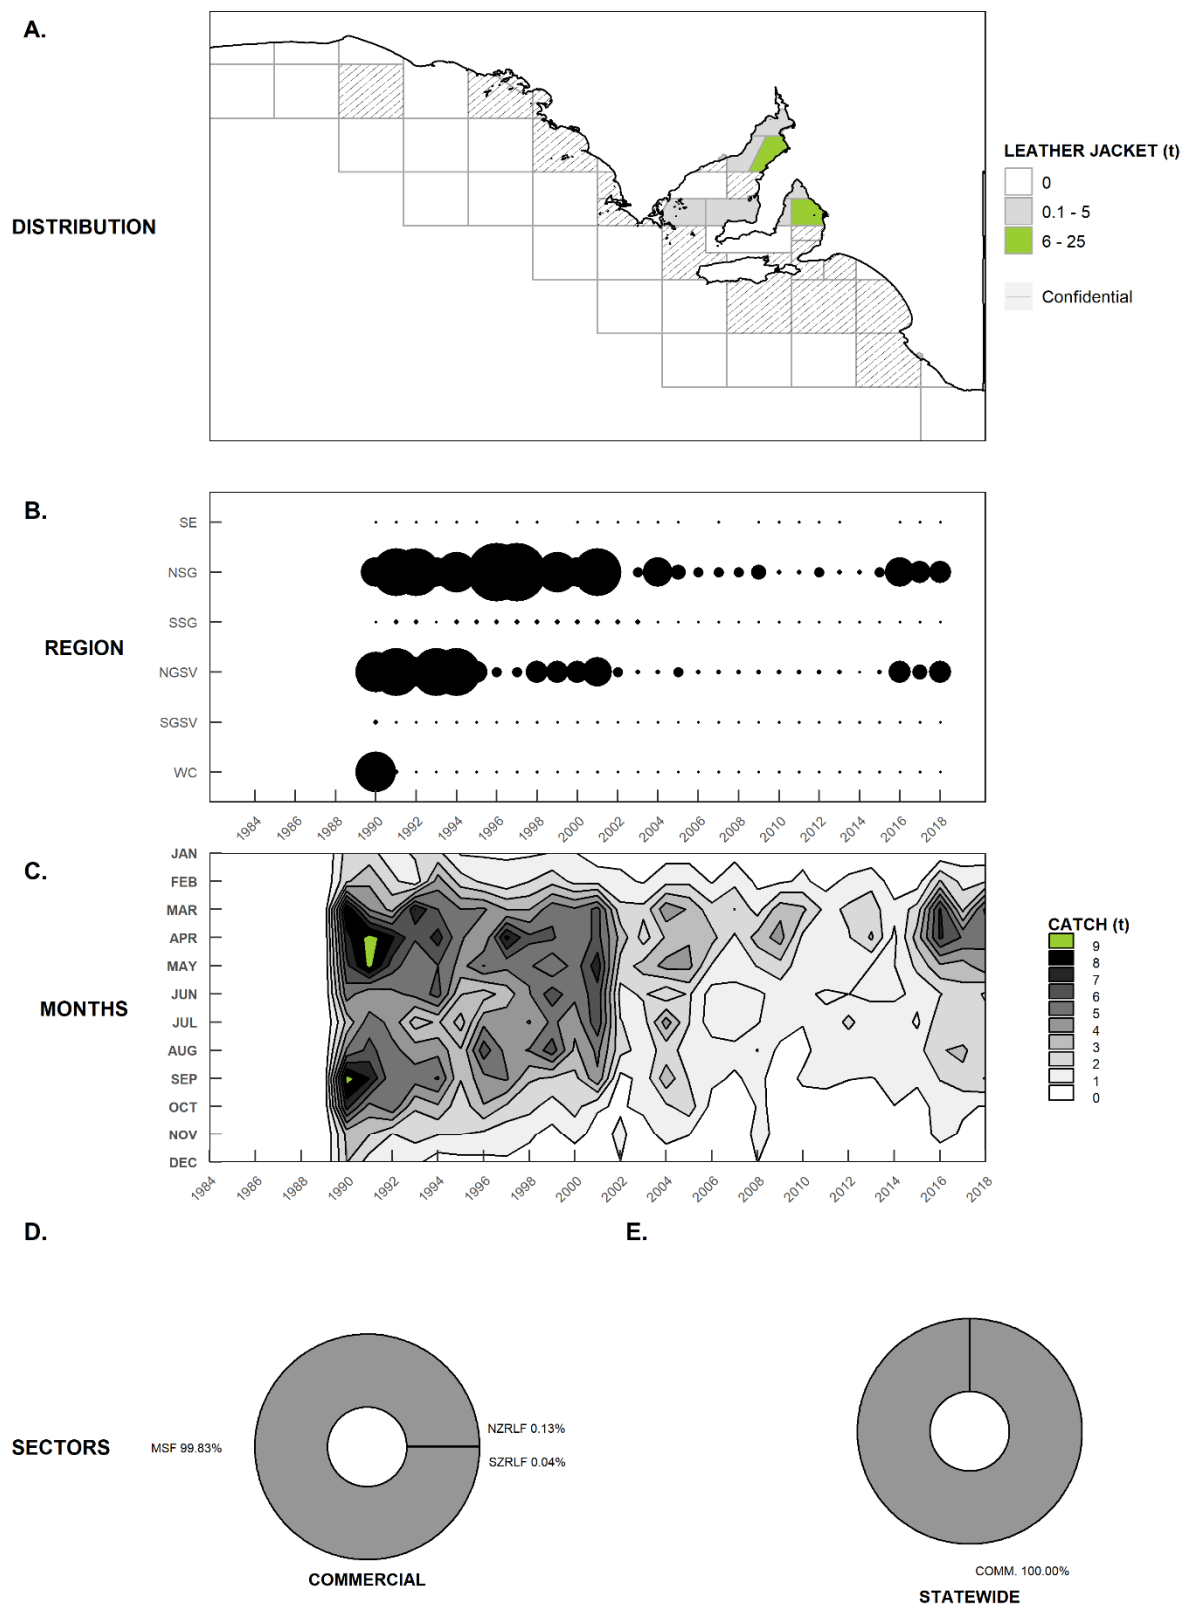 A.
DISTRIBUTION
LEATHER JACKET (t)
0
0.1 - 5
6 - 25
Confidential
B.
REGION
SE
NSG
SSG
NGSV
SGSV
WC
1984 1986 1988 1990 1992 1994 1996 1998 2000 2002 2004 2006 2008 2010 2012 2014 2016 2018
C.
MONTHS
JAN
FEB
MAR
APR
MAY
JUN
JUL
AUG
SEP
OCT
NOV
DEC
1984 1986 1988 1990 1992 1994 1996 1998 2000 2002 2004 2006 2008 2010 2012 2014 2016 2018
CATCH (t)
9
8
7
6
5
4
3
2
1
0
D.
E.
SECTORS
MSF 99.83%
NZRLF 0.13%
SZRLF 0.04%
COMMERCIAL
COMM. 100.00%
STATEWIDE